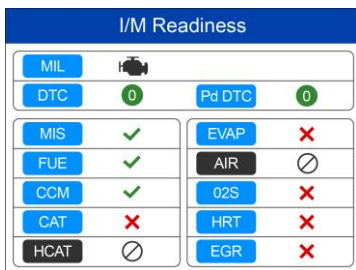 I/M Readiness
MIL
DTC 0 Pd DTC 0
MIS EVAP
FUE AIR
CCM 02S
CAT HRT
HCAT EGR